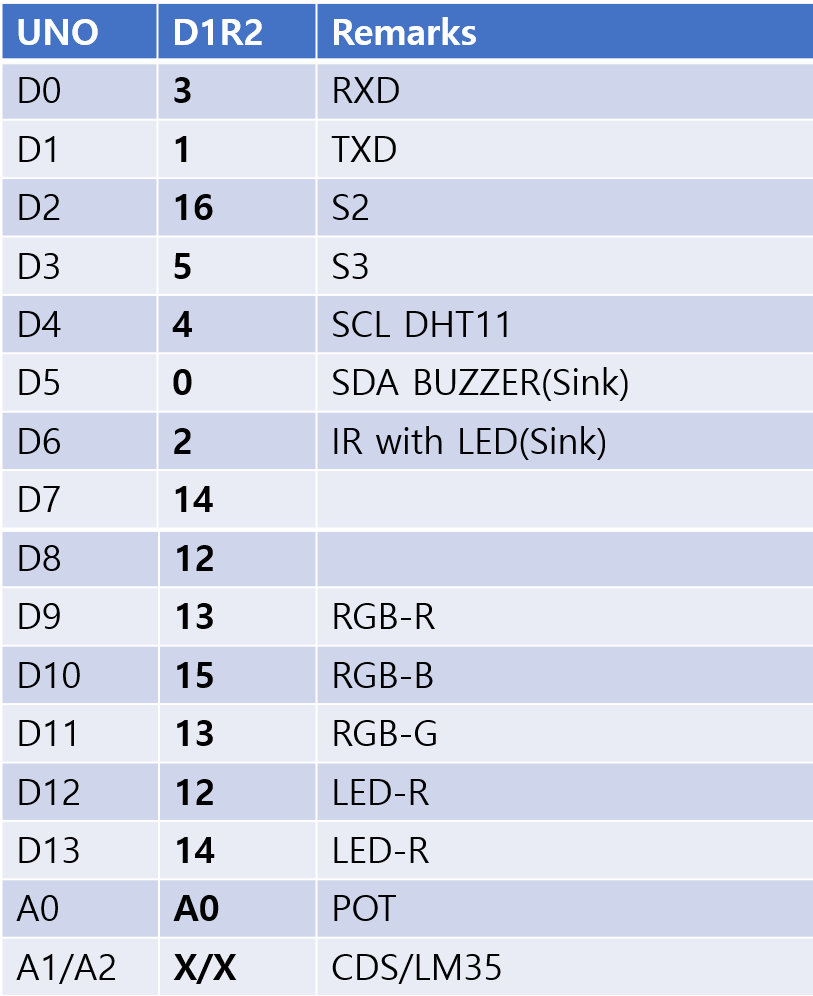 UNO D1R2 Remarks
D0 3 RXD
D1 1 TXD
D2 16 S2
D3 5 S3
D4 4 SCL DHT11
D5 0 SDA BUZZER(Sink)
D6 2 IR with LED(Sink)
D7 14
D8 12
D9 13 RGB-R
D10 15 RGB-B
D11 13 RGB-G
D12 12 LED-R
D13 14 LED-R
A0 A0 POT
A1/A2 X/X CDS/LM35